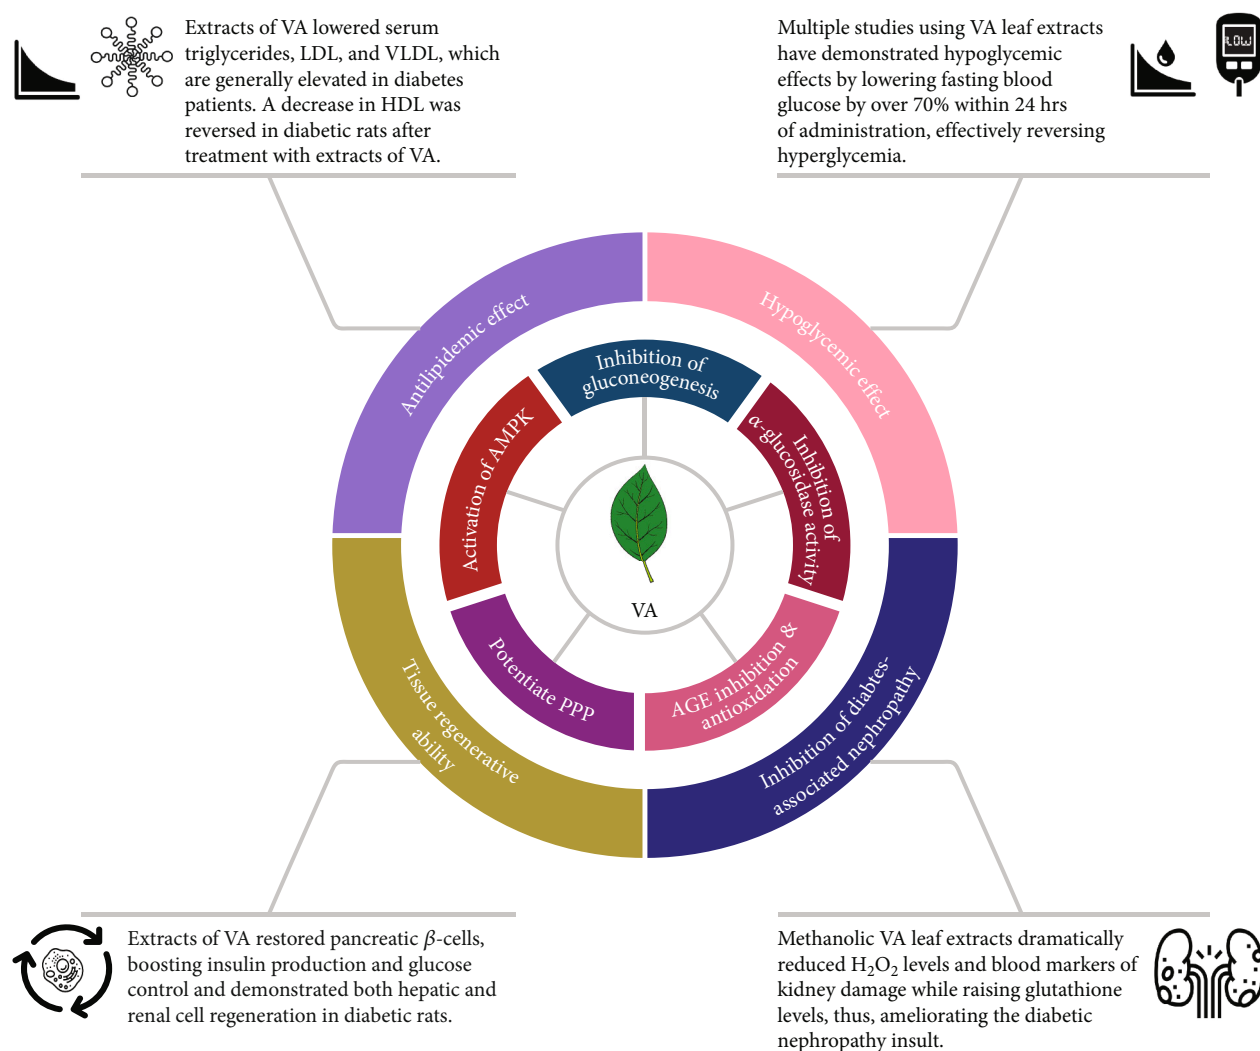 Extracts of VA lowered serum
triglycerides, LDL, and VLDL, which
are generally elevated in diabetes
patients. A decrease in HDL was
reversed in diabetic rats after
treatment with extracts of VA.
Multiple studies using VA leaf extracts
have demonstrated hypoglycemic
effects by lowering fasting blood
glucose by over 70% within 24 hrs
of administration, effectively reversing
hyperglycemia.
LOW
Antilipidemic effect
Hypoglycemic effect
Inhibition of
gluconeogenesis
Activation of AMPK
Inhibition of
α-glucosidase activity
VA
Potentiate PPP
AGE inhibition &
antioxidation
Tissue regenerative
ability
Inhibition of diabtes-
associated nephropathy
Extracts of VA restored pancreatic β-cells,
boosting insulin production and glucose
control and demonstrated both hepatic and
renal cell regeneration in diabetic rats.
Methanolic VA leaf extracts dramatically
reduced H₂O₂ levels and blood markers of
kidney damage while raising glutathione
levels, thus, ameliorating the diabetic
nephropathy insult.